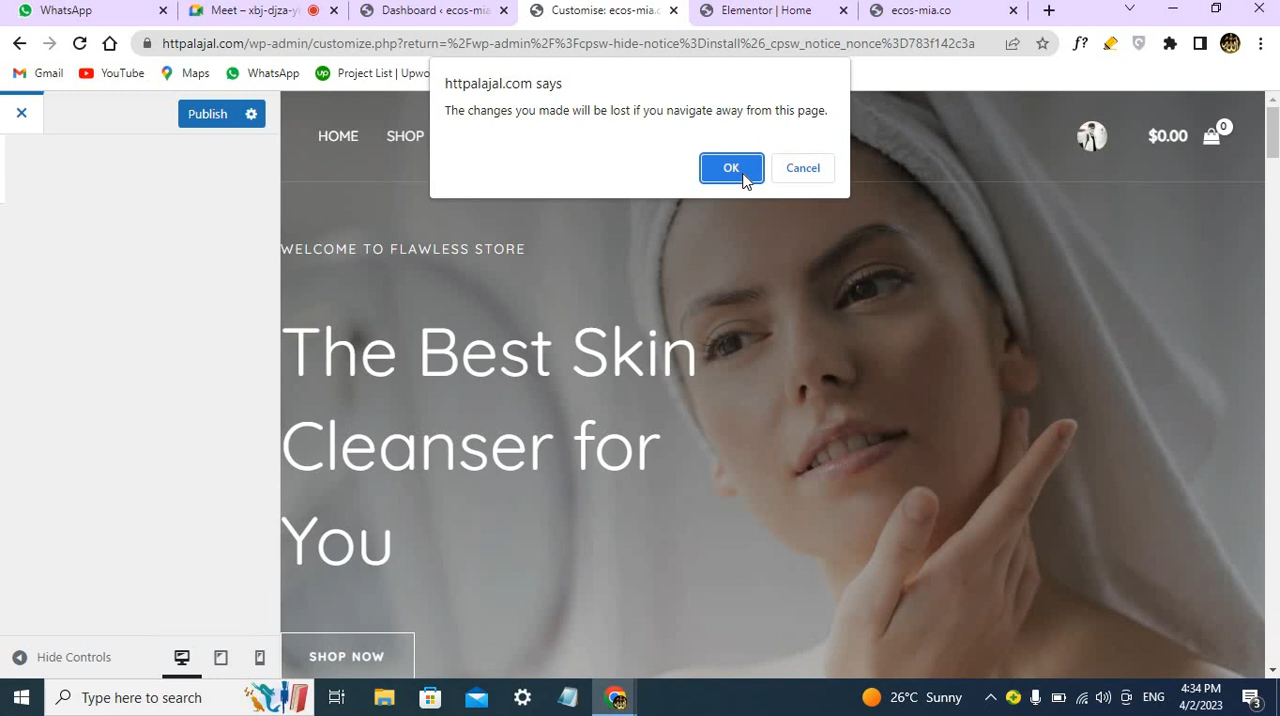 WhatsApp
Meet – xbj-djza-y
Dashboard ‹ ecos-mia
Customise: ecos-mia.c
Elementor | Home
ecos-mia.co
httpalajal.com/wp-admin/customize.php?return=%2Fwp-admin%2F%3Fcpsw-hide-notice%3Dinstall%26_cpsw_notice_nonce%3D783f142c3a
f?
Gmail
YouTube
Maps
WhatsApp
Project List | Upwo
httpalajal.com says
The changes you made will be lost if you navigate away from this page.
OK
Cancel
Publish
HOME
SHOP
$0.00
0
WELCOME TO FLAWLESS STORE
The Best Skin
Cleanser for
You
SHOP NOW
Hide Controls
Type here to search
26°C Sunny
ENG
4:34 PM
4/2/2023
3